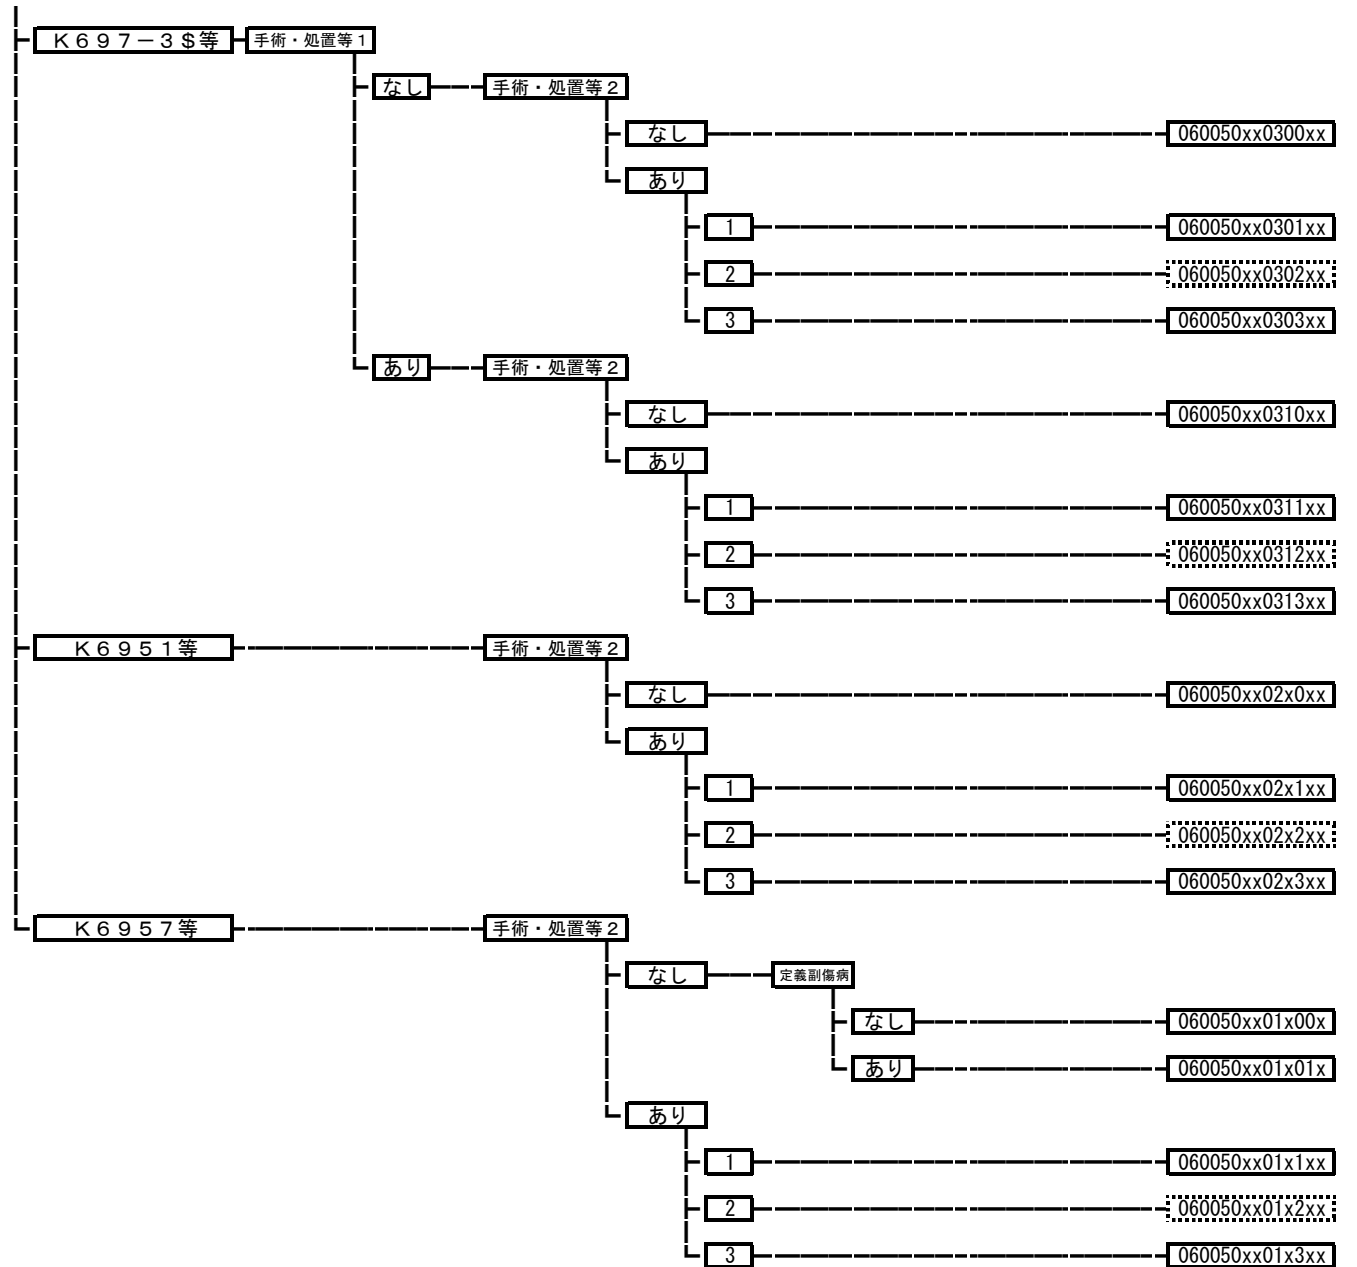 K697-3$等 手術・処置等1
なし 手術・処置等2
なし 060050xx0300xx
あり
1 060050xx0301xx
2 060050xx0302xx
3 060050xx0303xx
あり 手術・処置等2
なし 060050xx0310xx
あり
1 060050xx0311xx
2 060050xx0312xx
3 060050xx0313xx
K6951等 手術・処置等2
なし 060050xx02x0xx
あり
1 060050xx02x1xx
2 060050xx02x2xx
3 060050xx02x3xx
K6957等 手術・処置等2
なし 定義副傷病
なし 060050xx01x00x
あり 060050xx01x01x
あり
1 060050xx01x1xx
2 060050xx01x2xx
3 060050xx01x3xx